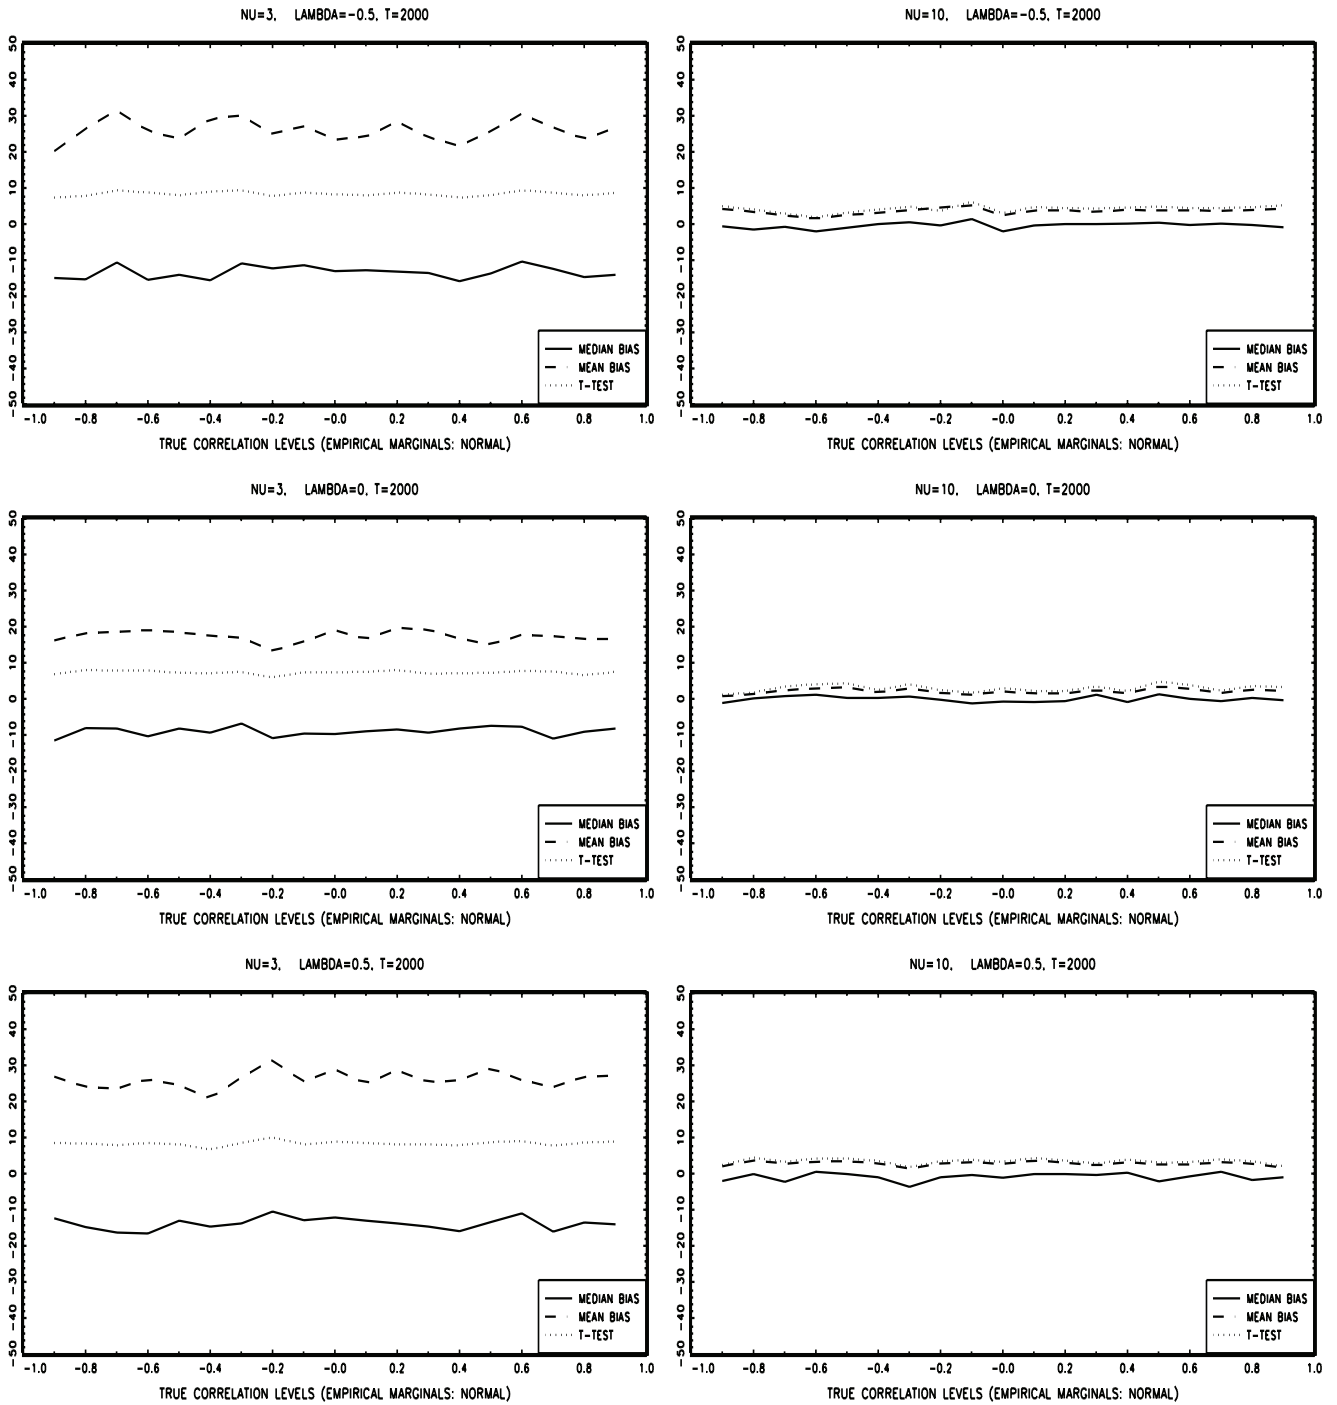 NU=3, LAMBDA=-0.5, T=2000
50
40
30
20
10
0
-10
-20
-30
-40
-50
MEDIAN BIAS
MEAN BIAS
T-TEST
-1.0 -0.8 -0.6 -0.4 -0.2 -0.0 0.2 0.4 0.6 0.8 1.0
TRUE CORRELATION LEVELS (EMPIRICAL MARGINALS: NORMAL)
NU=10, LAMBDA=-0.5, T=2000
50
40
30
20
10
0
-10
-20
-30
-40
-50
MEDIAN BIAS
MEAN BIAS
T-TEST
-1.0 -0.8 -0.6 -0.4 -0.2 -0.0 0.2 0.4 0.6 0.8 1.0
TRUE CORRELATION LEVELS (EMPIRICAL MARGINALS: NORMAL)
NU=3, LAMBDA=0, T=2000
50
40
30
20
10
0
-10
-20
-30
-40
-50
MEDIAN BIAS
MEAN BIAS
T-TEST
-1.0 -0.8 -0.6 -0.4 -0.2 -0.0 0.2 0.4 0.6 0.8 1.0
TRUE CORRELATION LEVELS (EMPIRICAL MARGINALS: NORMAL)
NU=10, LAMBDA=0, T=2000
50
40
30
20
10
0
-10
-20
-30
-40
-50
MEDIAN BIAS
MEAN BIAS
T-TEST
-1.0 -0.8 -0.6 -0.4 -0.2 -0.0 0.2 0.4 0.6 0.8 1.0
TRUE CORRELATION LEVELS (EMPIRICAL MARGINALS: NORMAL)
NU=3, LAMBDA=0.5, T=2000
50
40
30
20
10
0
-10
-20
-30
-40
-50
MEDIAN BIAS
MEAN BIAS
T-TEST
-1.0 -0.8 -0.6 -0.4 -0.2 -0.0 0.2 0.4 0.6 0.8 1.0
TRUE CORRELATION LEVELS (EMPIRICAL MARGINALS: NORMAL)
NU=10, LAMBDA=0.5, T=2000
50
40
30
20
10
0
-10
-20
-30
-40
-50
MEDIAN BIAS
MEAN BIAS
T-TEST
-1.0 -0.8 -0.6 -0.4 -0.2 -0.0 0.2 0.4 0.6 0.8 1.0
TRUE CORRELATION LEVELS (EMPIRICAL MARGINALS: NORMAL)